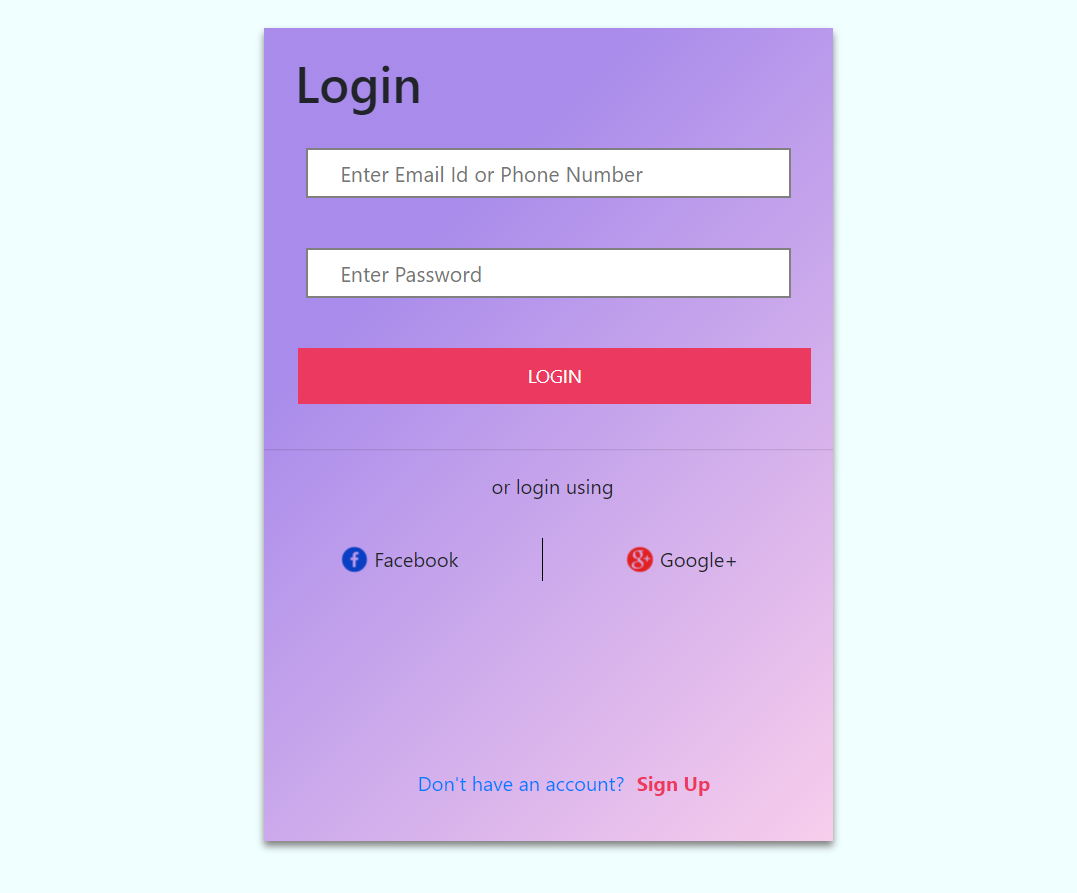 Login
Enter Email Id or Phone Number
Enter Password
LOGIN
or login using
Facebook Google+
Don't have an account? Sign Up